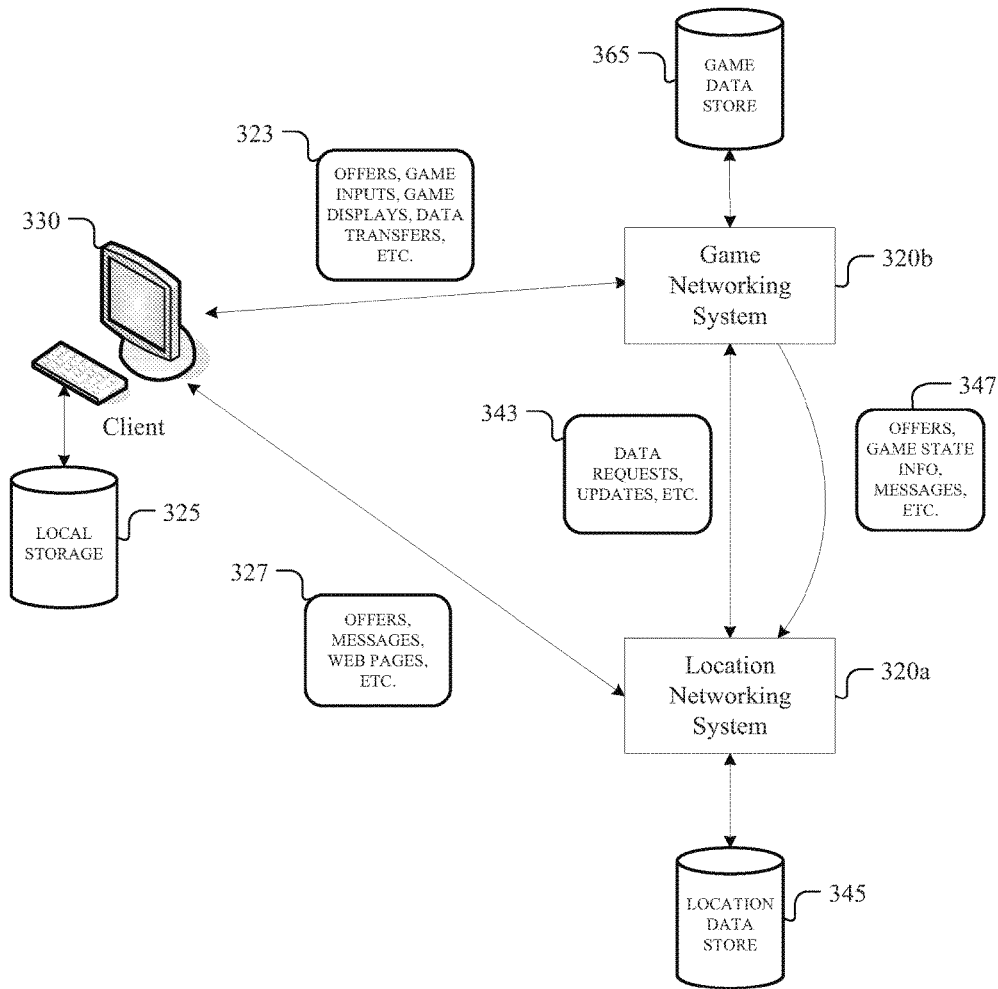 365
GAME
DATA
STORE
323
OFFERS, GAME
INPUTS, GAME
DISPLAYS, DATA
TRANSFERS,
ETC.
330
Game
Networking
System
320b
Client
343
DATA
REQUESTS,
UPDATES, ETC.
347
OFFERS,
GAME STATE
INFO,
MESSAGES,
ETC.
LOCAL
STORAGE
325
327
OFFERS,
MESSAGES,
WEB PAGES,
ETC.
Location
Networking
System
320a
LOCATION
DATA
STORE
345